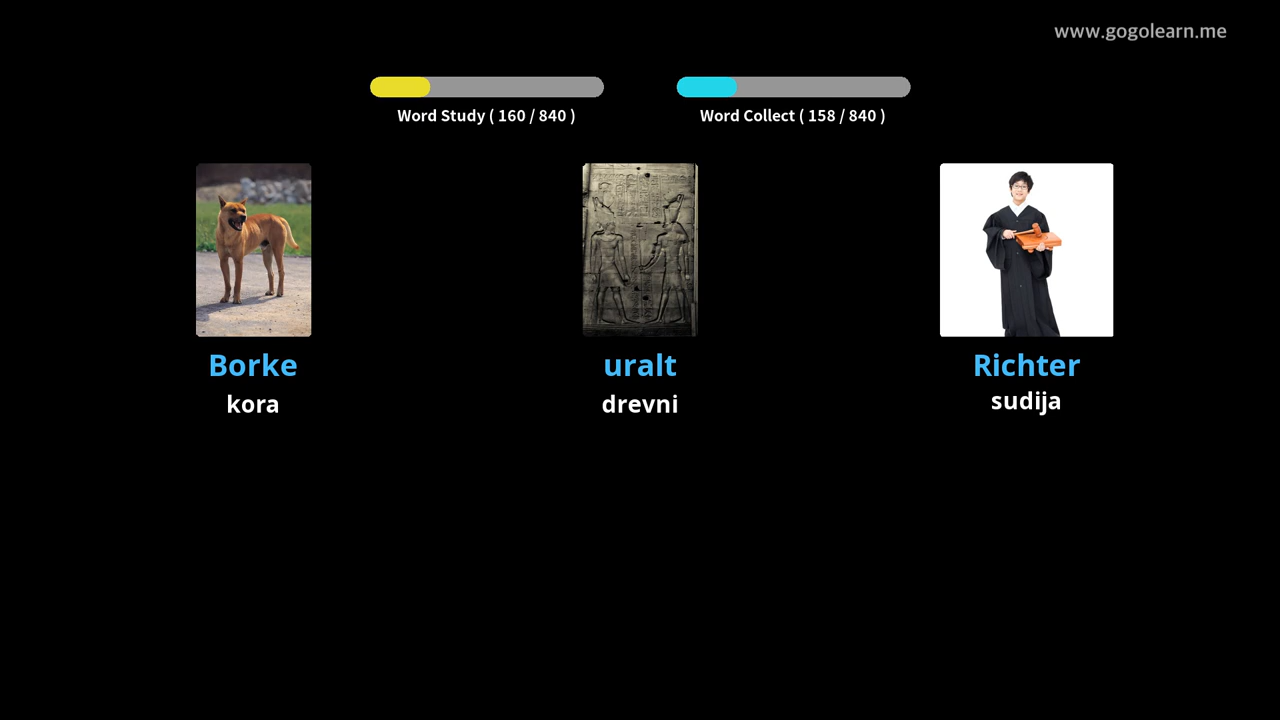 www.gogolearn.me
Word Study ( 160 / 840 )
Word Collect ( 158 / 840 )
Borke
kora
uralt
drevni
Richter
sudija